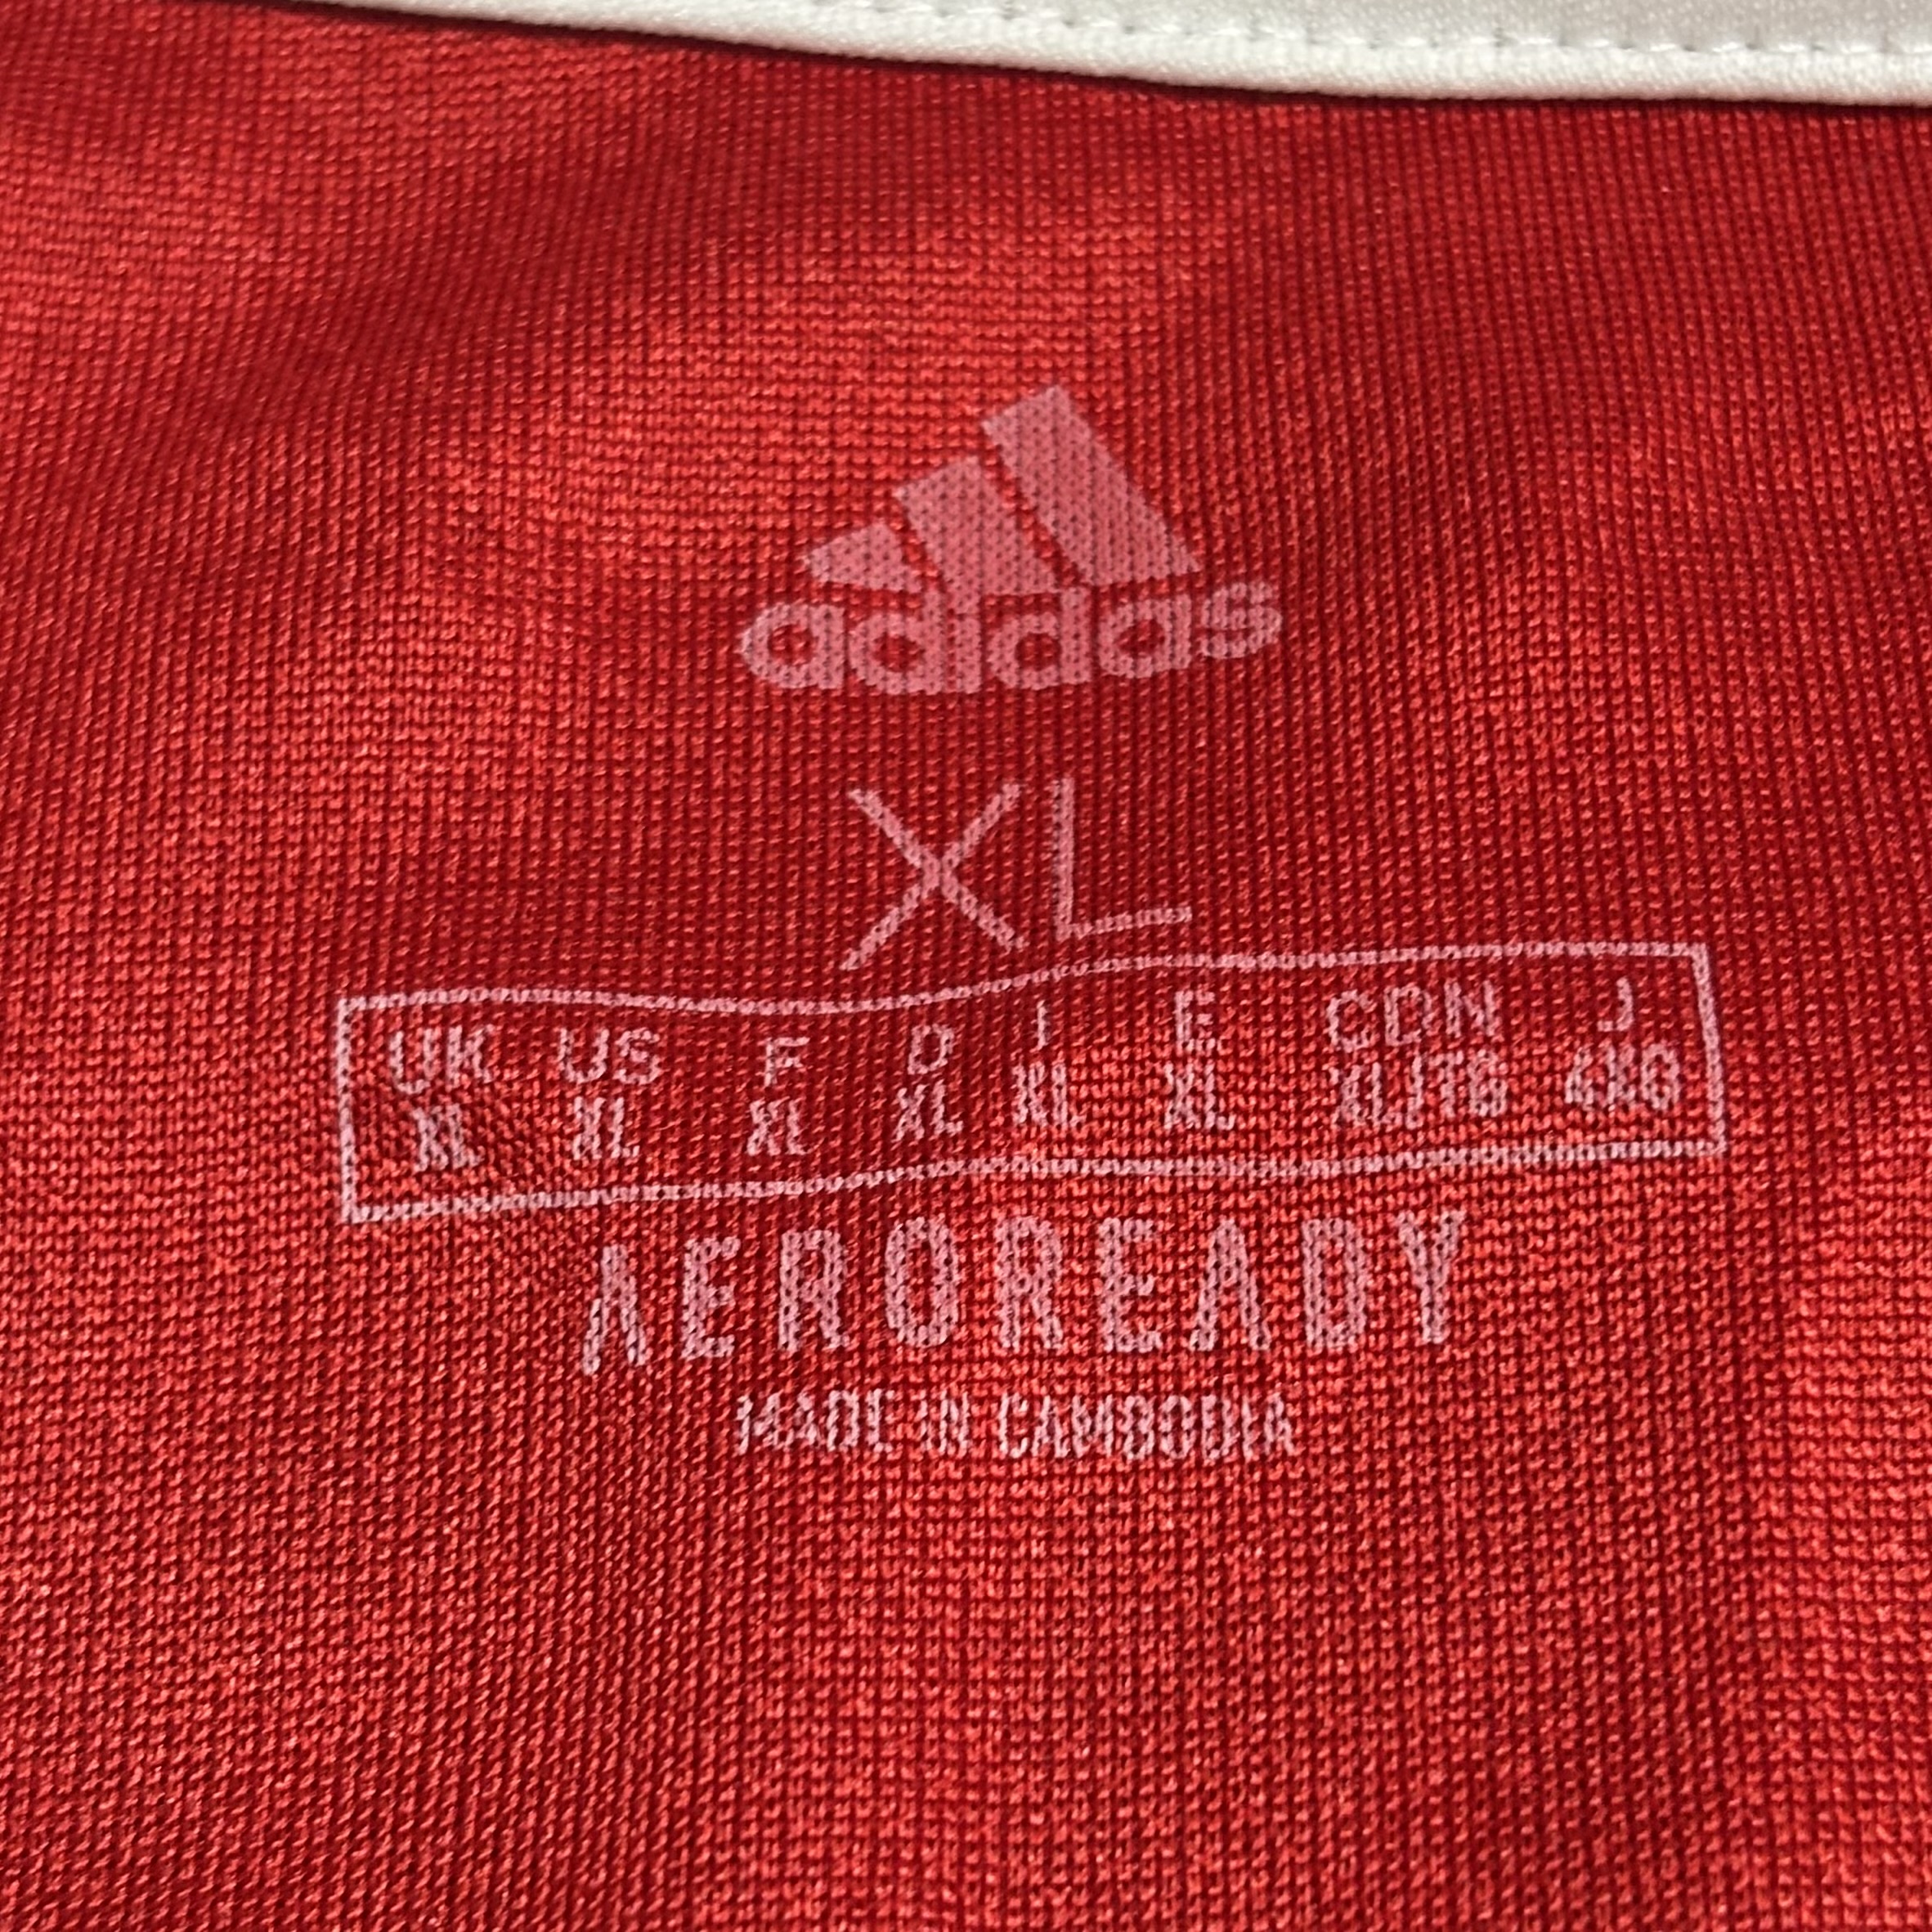 adidas
XL
UK US F D I E CDN J
XL XL XL XL XL XL XL/TG 4XO
AEROREADY
MADE IN CAMBODIA